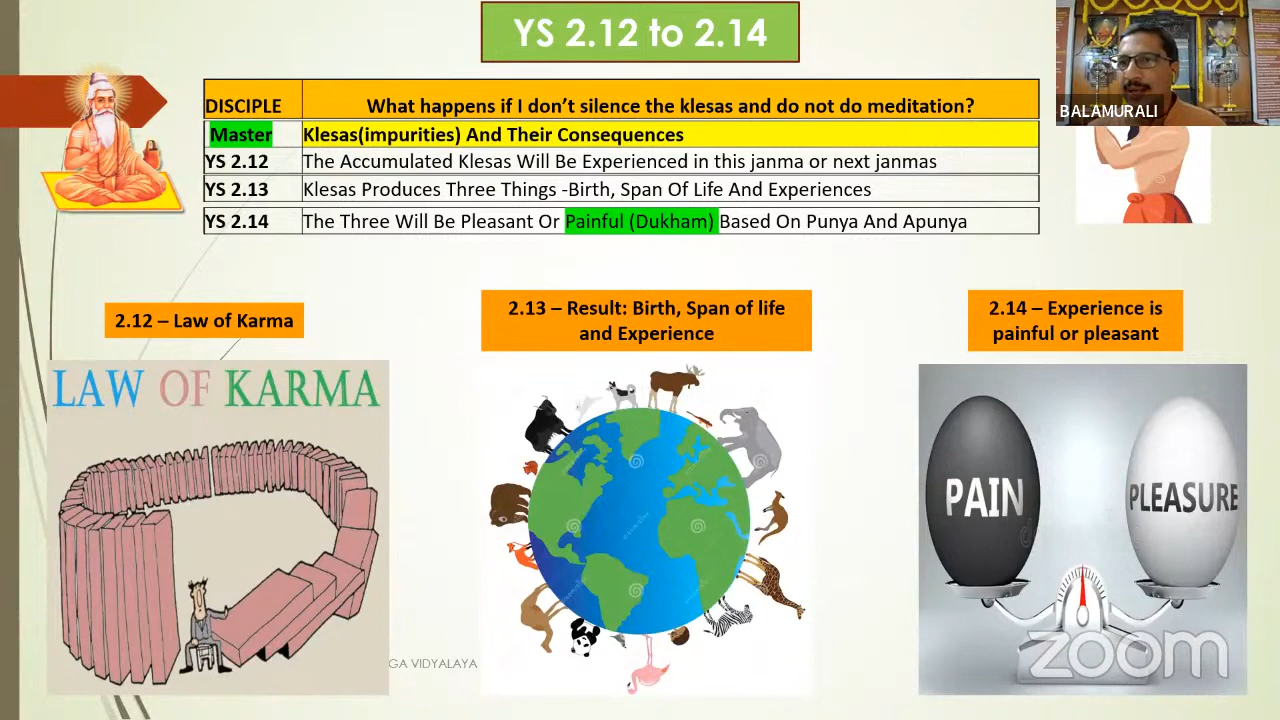 YS 2.12 to 2.14
BALAMURALI
DISCIPLE What happens if I don't silence the klesas and do not do meditation?
Master Klesas(impurities) And Their Consequences
YS 2.12 The Accumulated Klesas Will Be Experienced in this janma or next janmas
YS 2.13 Klesas Produces Three Things -Birth, Span Of Life And Experiences
YS 2.14 The Three Will Be Pleasant Or Painful (Dukham) Based On Punya And Apunya
2.12 – Law of Karma
2.13 – Result: Birth, Span of life
and Experience
2.14 – Experience is
painful or pleasant
LAW OF KARMA
PAIN
PLEASURE
GA VIDYALAYA
zoom